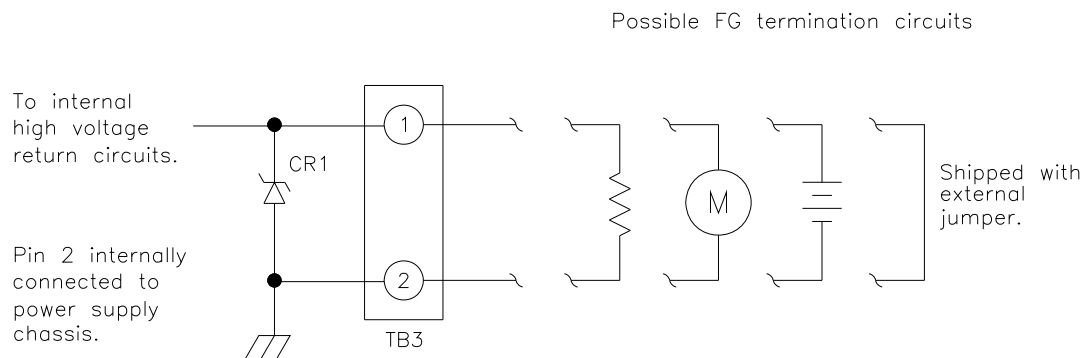 Possible FG termination circuits
To internal
high voltage
return circuits.
CR1
1
M
Shipped with
external
jumper.
Pin 2 internally
connected to
power supply
chassis.
2
TB3